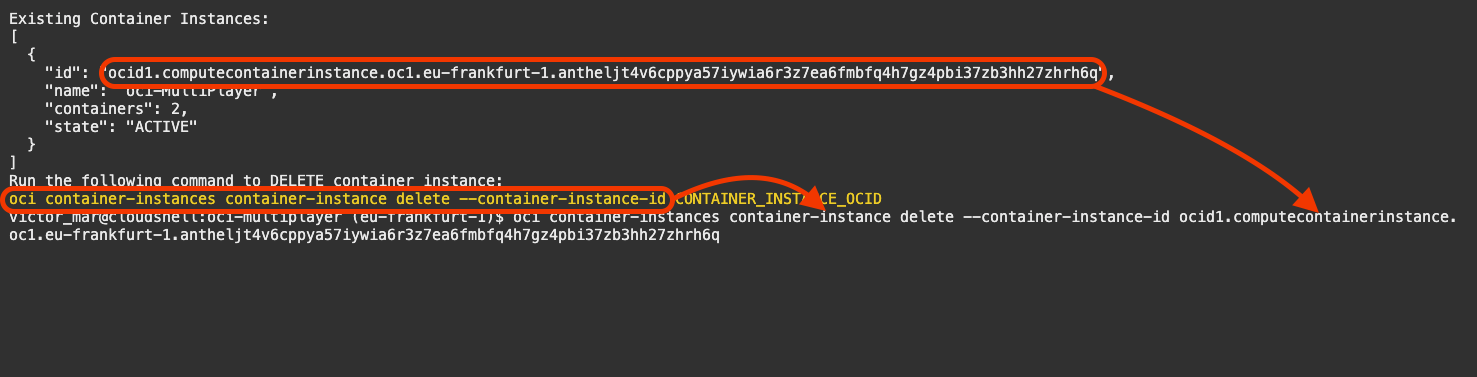 Existing Container Instances:
[
{
"id": "ocid1.computecontainerinstance.oc1.eu-frankfurt-1.antheljt4v6cppya57iywia6r3z7ea6fmbfq4h7gz4pbi37zb3hh27zhrh6q",
"name": "oci-MultiPlayer",
"containers": 2,
"state": "ACTIVE"
}
]
Run the following command to DELETE container instance:
oci container-instances container-instance delete --container-instance-id CONTAINER_INSTANCE_OCID
victor_mar@cloudshell:oci-multiplayer (eu-frankfurt-1)$ oci container-instances container-instance delete --container-instance-id ocid1.computecontainerinstance.
oc1.eu-frankfurt-1.antheljt4v6cppya57iywia6r3z7ea6fmbfq4h7gz4pbi37zb3hh27zhrh6q